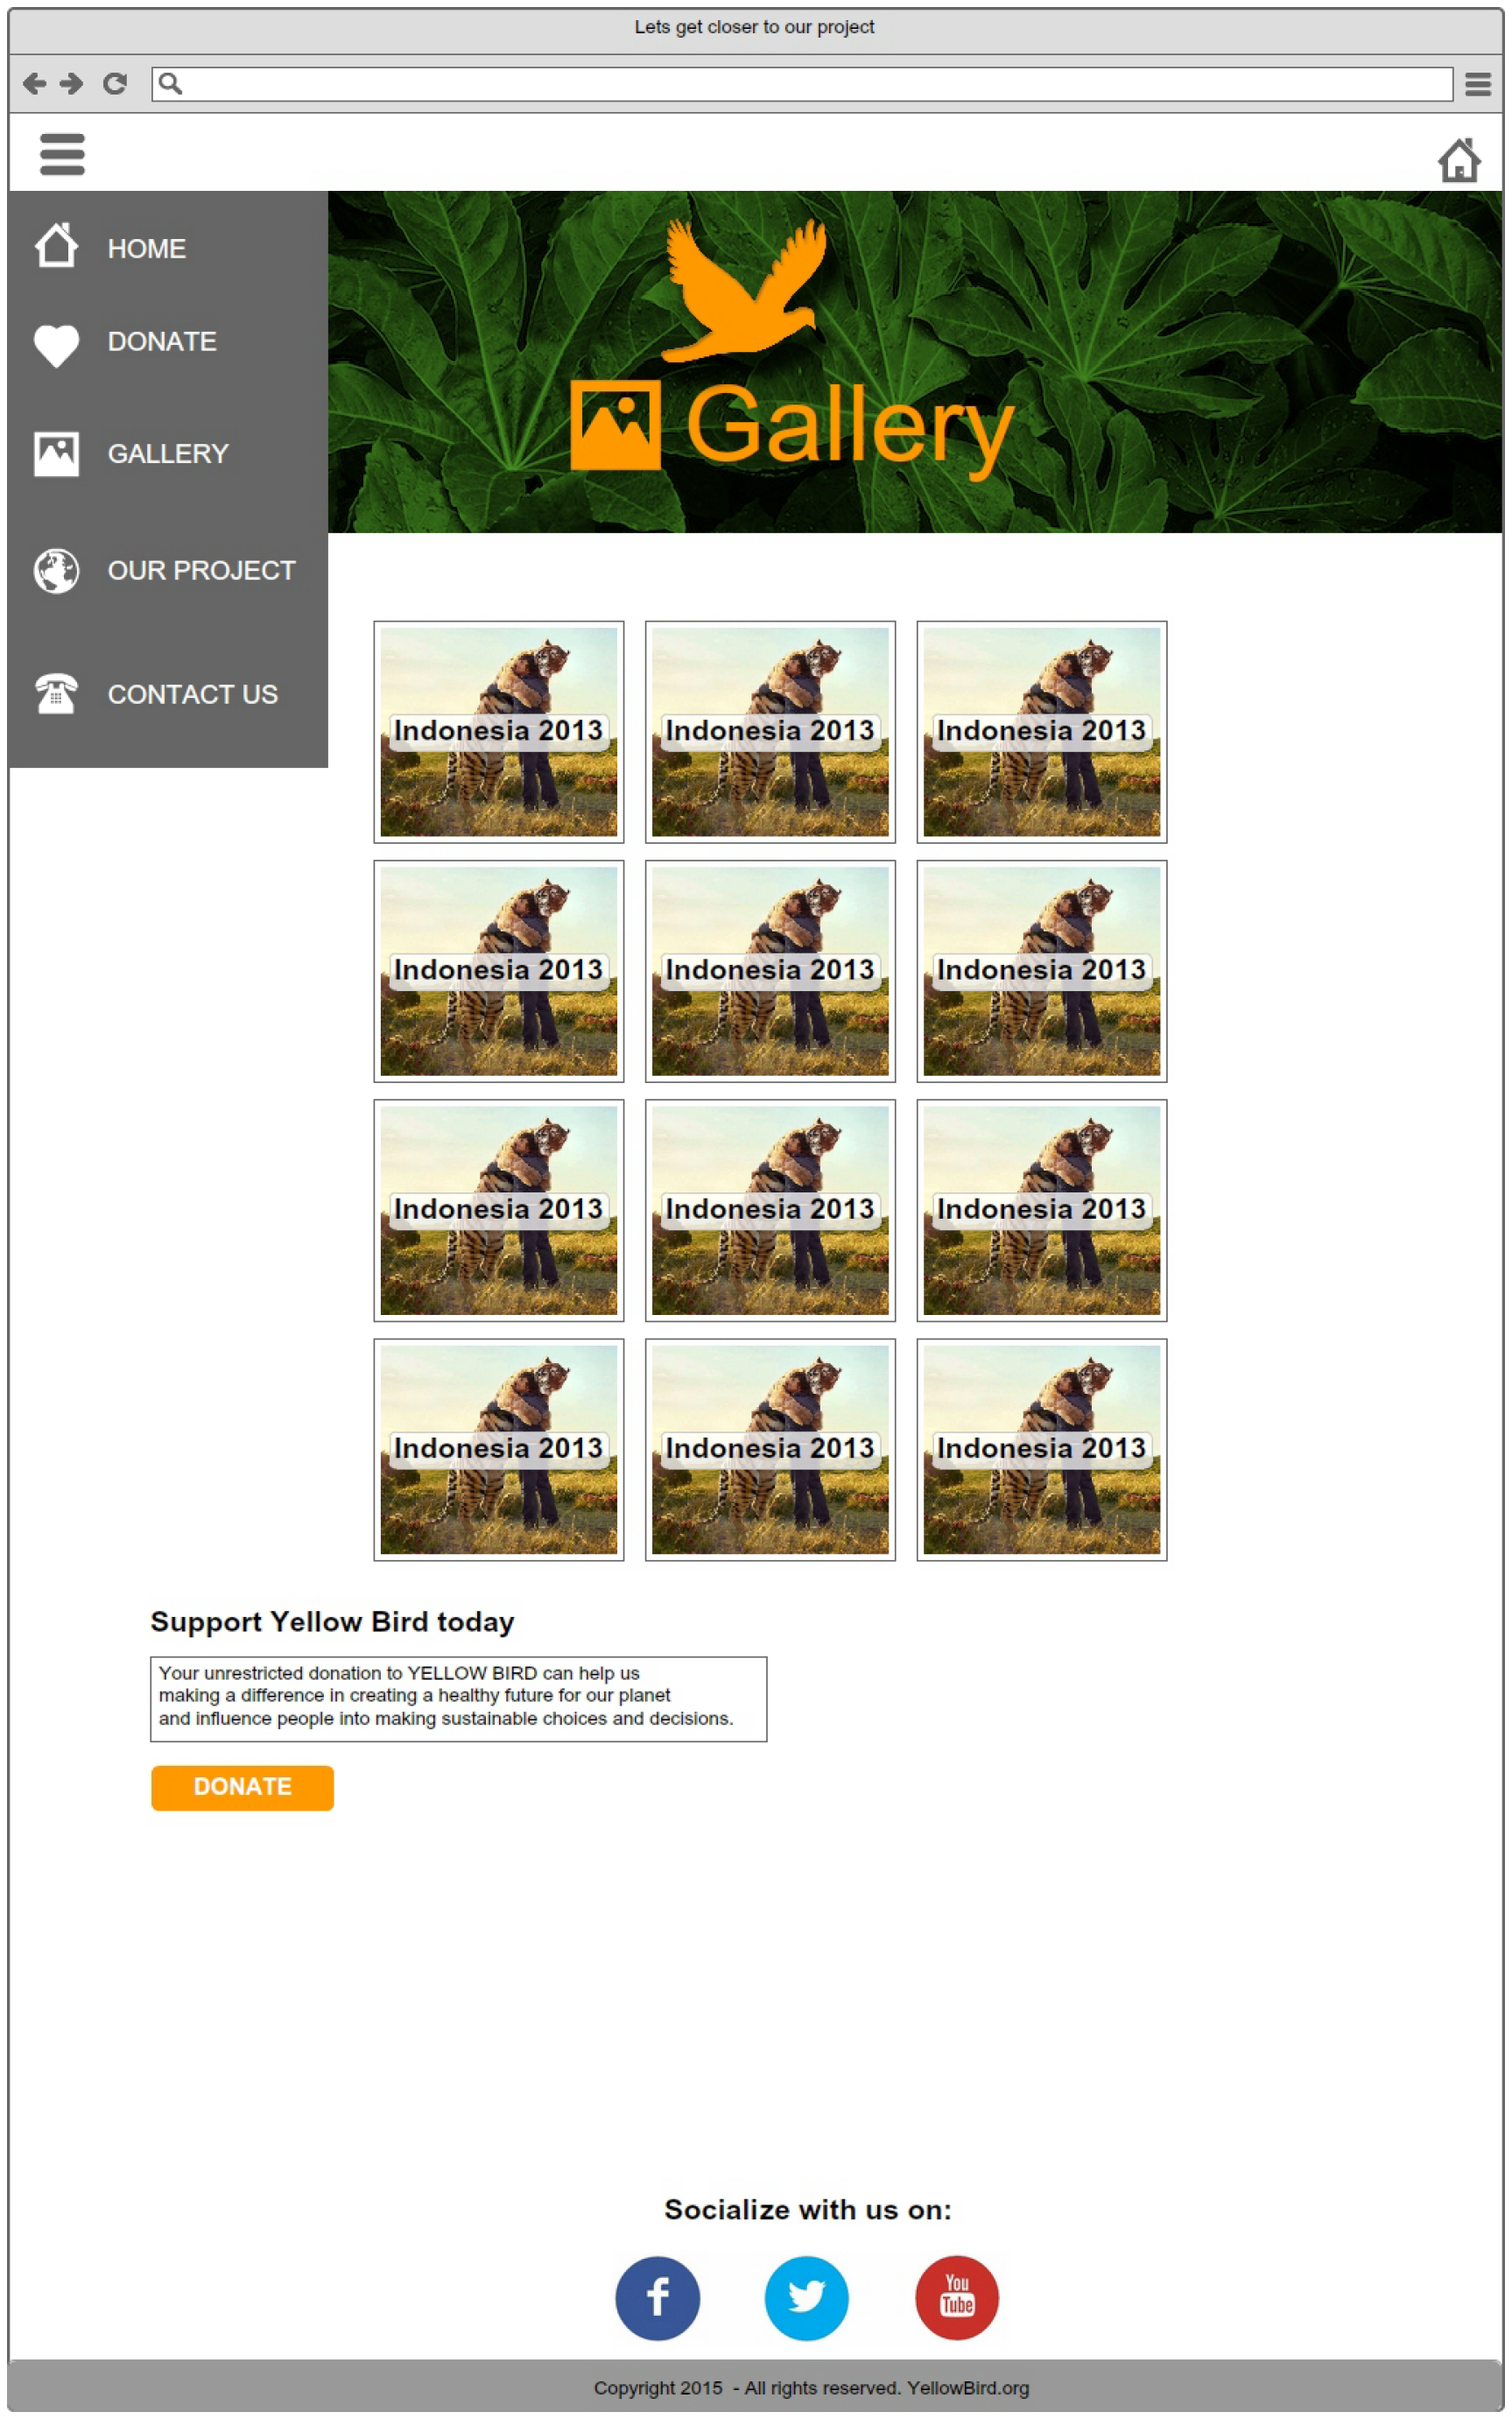 Lets get closer to our project
HOME
DONATE
GALLERY
OUR PROJECT
CONTACT US
Gallery
Indonesia 2013
Indonesia 2013
Indonesia 2013
Indonesia 2013
Indonesia 2013
Indonesia 2013
Indonesia 2013
Indonesia 2013
Indonesia 2013
Indonesia 2013
Indonesia 2013
Indonesia 2013
Support Yellow Bird today
Your unrestricted donation to YELLOW BIRD can help us
making a difference in creating a healthy future for our planet
and influence people into making sustainable choices and decisions.
DONATE
Socialize with us on:
f
You
Tube
Copyright 2015  - All rights reserved. YellowBird.org